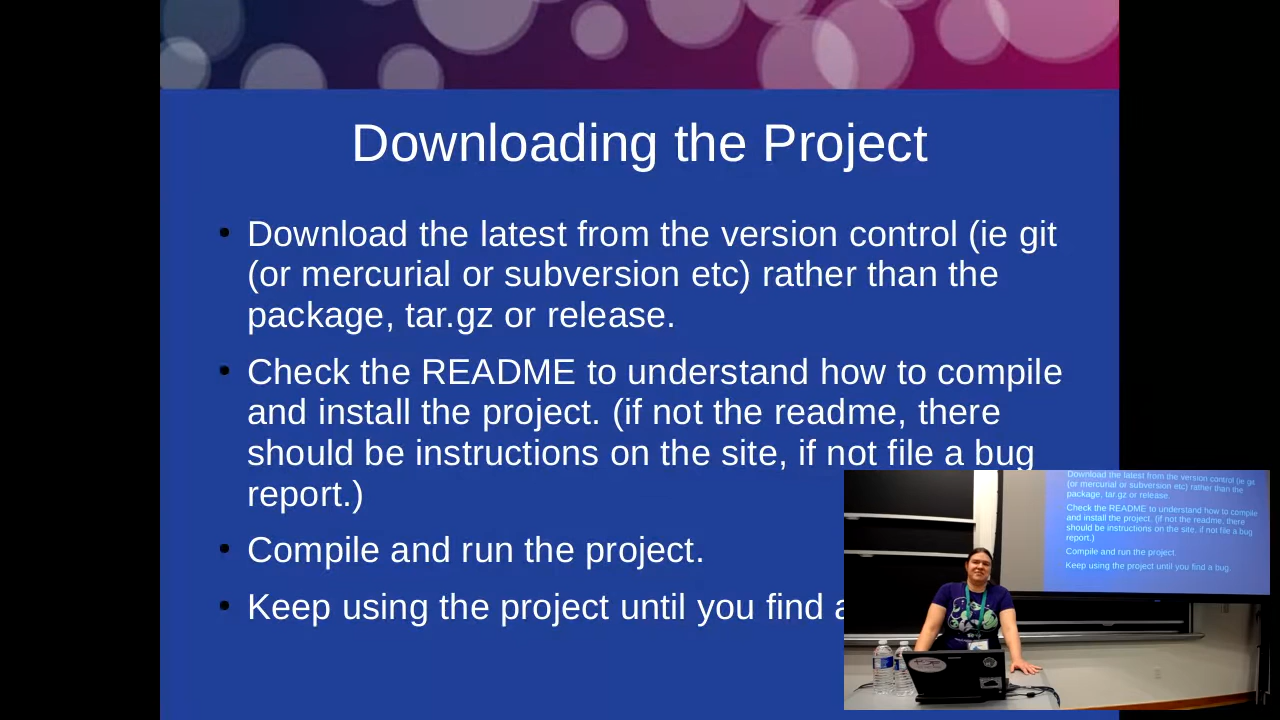 Downloading the Project
• Download the latest from the version control (ie git
(or mercurial or subversion etc) rather than the
package, tar.gz or release.
• Check the README to understand how to compile
and install the project. (if not the readme, there
should be instructions on the site, if not file a bug
report.)
• Compile and run the project.
• Keep using the project until you find a
Download the latest from the version control (ie git
(or mercurial or subversion etc) rather than the
package, tar.gz or release.
Check the README to understand how to compile
and install the project. (if not the readme, there
should be instructions on the site, if not file a bug
report.)
Compile and run the project.
Keep using the project until you find a bug.